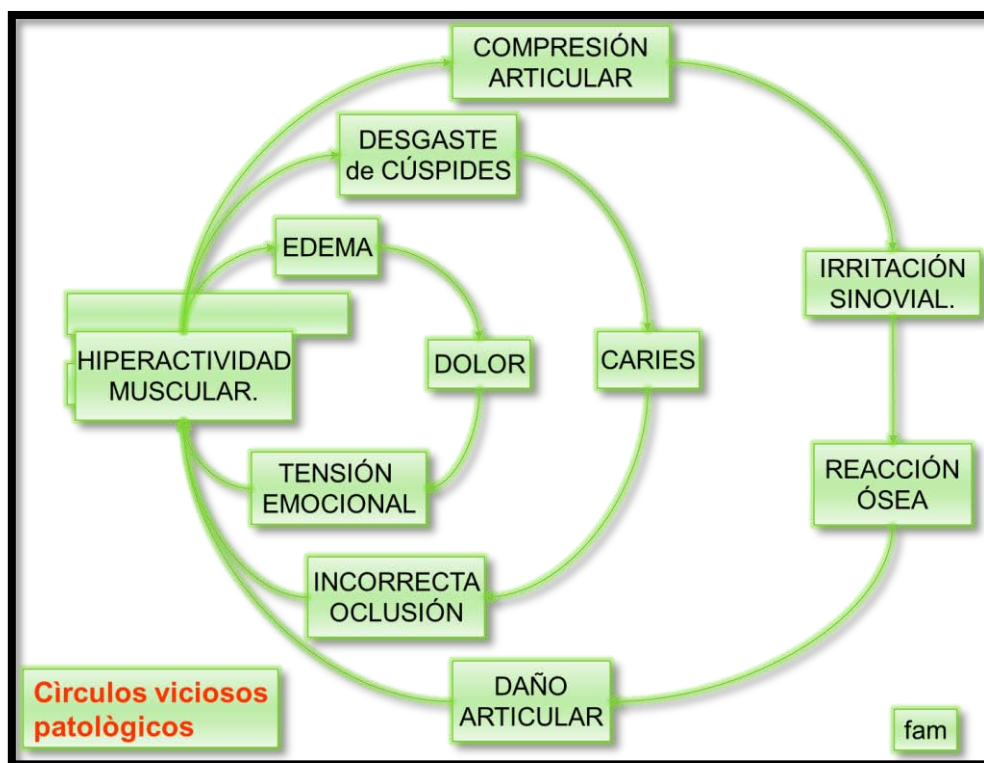 COMPRESIÓN
ARTICULAR
DESGASTE
de CÚSPIDES
EDEMA
IRRITACIÓN
SINOVIAL.
HIPERACTIVIDAD
MUSCULAR.
DOLOR
CARIES
TENSIÓN
EMOCIONAL
REACCIÓN
ÓSEA
INCORRECTA
OCLUSIÓN
DAÑO
ARTICULAR
Cìrculos viciosos
patològicos
fam